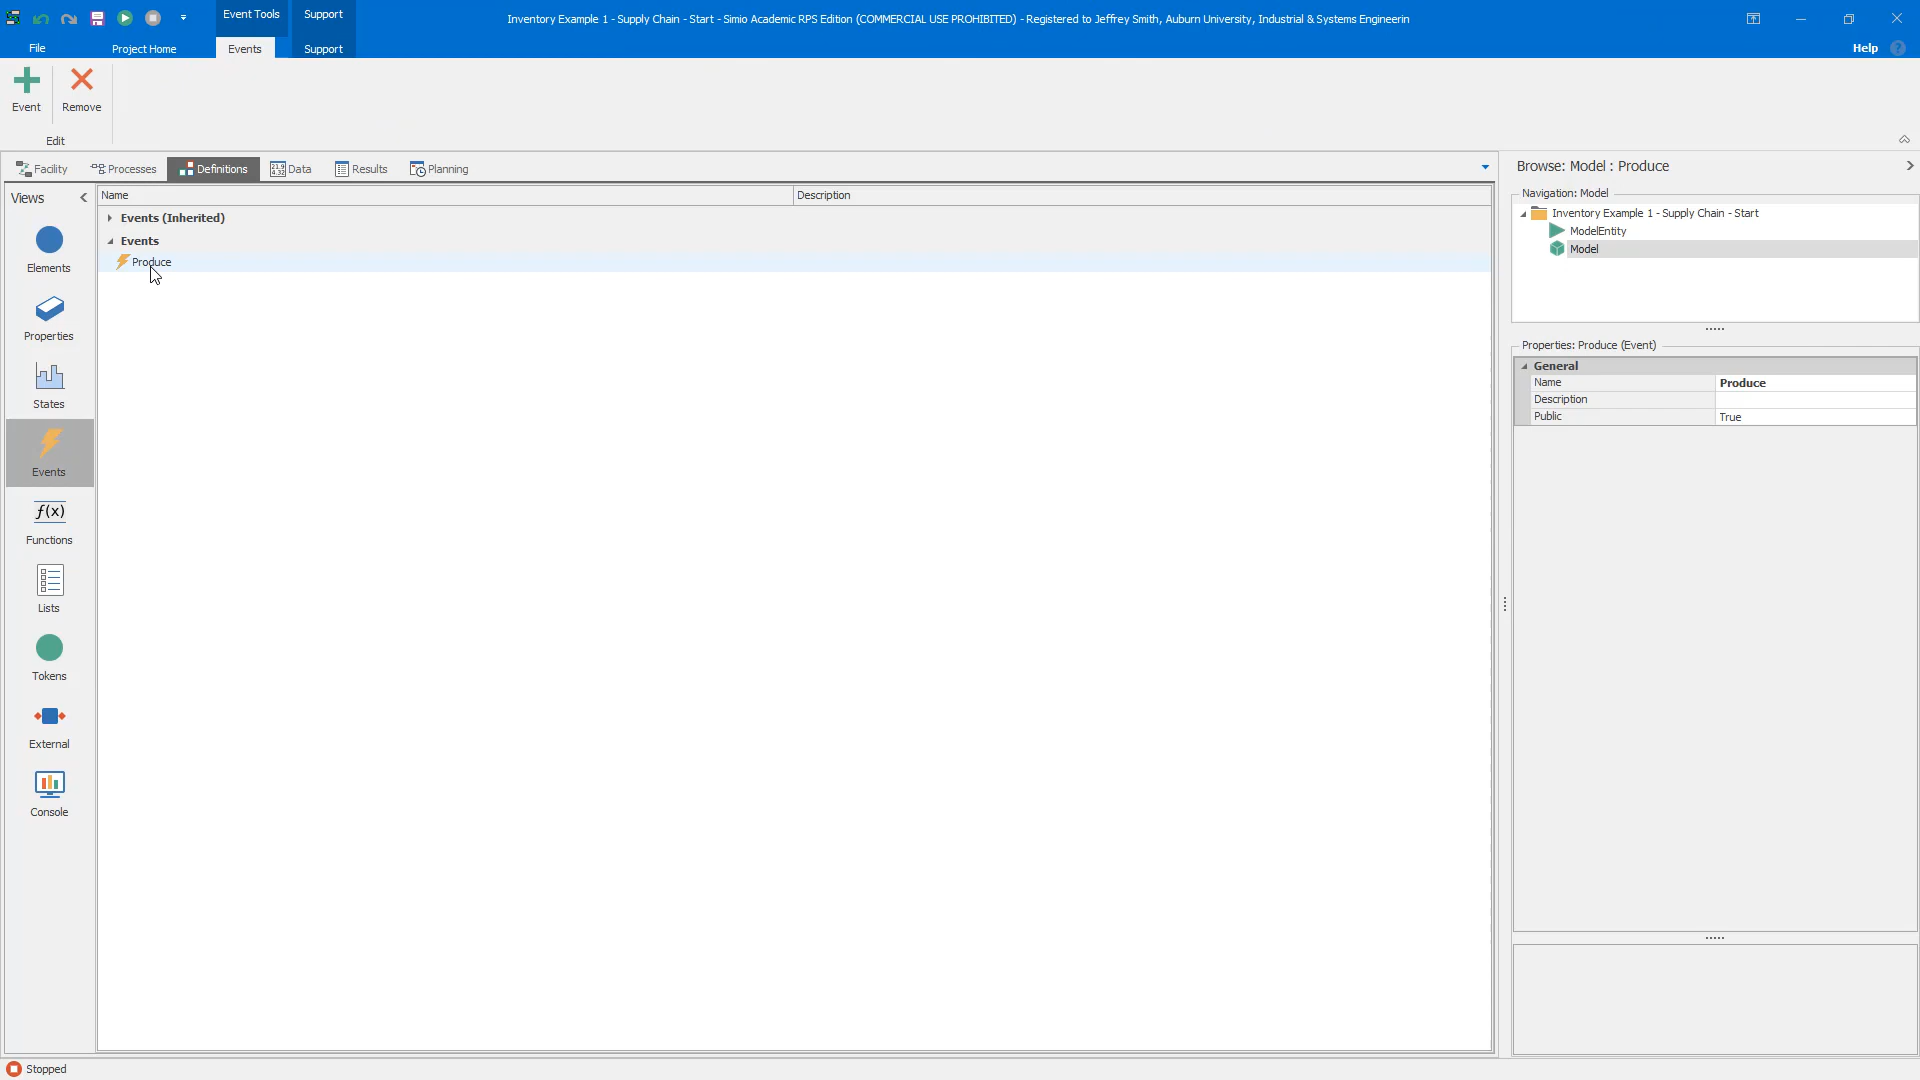 Event Tools
Support
Inventory Example 1 - Supply Chain - Start - Simio Academic RPS Edition (COMMERCIAL USE PROHIBITED) - Registered to Jeffrey Smith, Auburn University, Industrial & Systems Engineerin
File
Project Home
Events
Support
Help
Event
Remove
Edit
Facility
Processes
Definitions
Data
Results
Planning
Browse: Model : Produce
Views
Name
Description
Navigation: Model
Events (Inherited)
Inventory Example 1 - Supply Chain - Start
ModelEntity
Events
Model
Produce
Elements
Properties
States
Events
f(x)
Functions
Lists
Tokens
External
Console
Properties: Produce (Event)
General
Name Produce
Description
Public True
Stopped